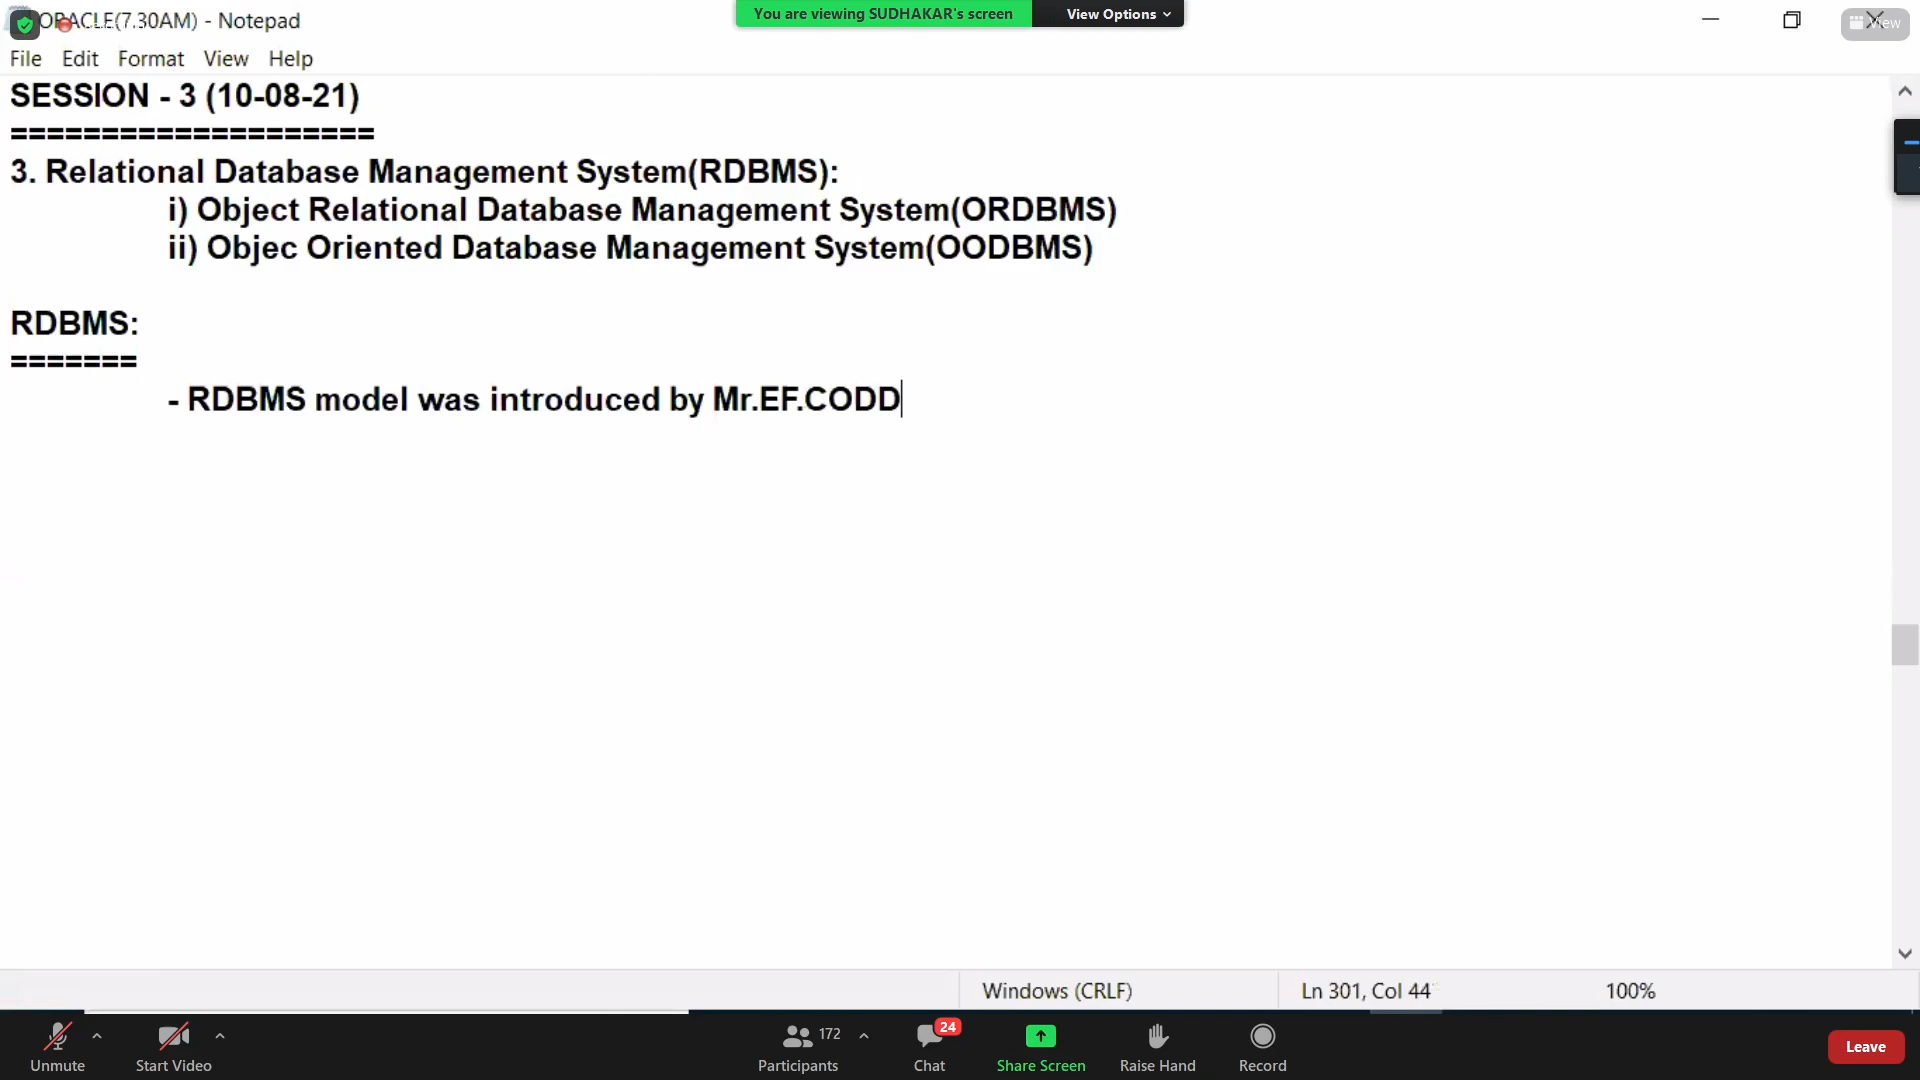 ORACLE(7.30AM) - Notepad
You are viewing SUDHAKAR's screen
View Options
View
File Edit Format View Help
SESSION - 3 (10-08-21)
====================
3. Relational Database Management System(RDBMS):
i) Object Relational Database Management System(ORDBMS)
ii) Objec Oriented Database Management System(OODBMS)
RDBMS:
=======
- RDBMS model was introduced by Mr.EF.CODD
Windows (CRLF)
Ln 301, Col 44
100%
Unmute
Start Video
172
Participants
24
Chat
Share Screen
Raise Hand
Record
Leave